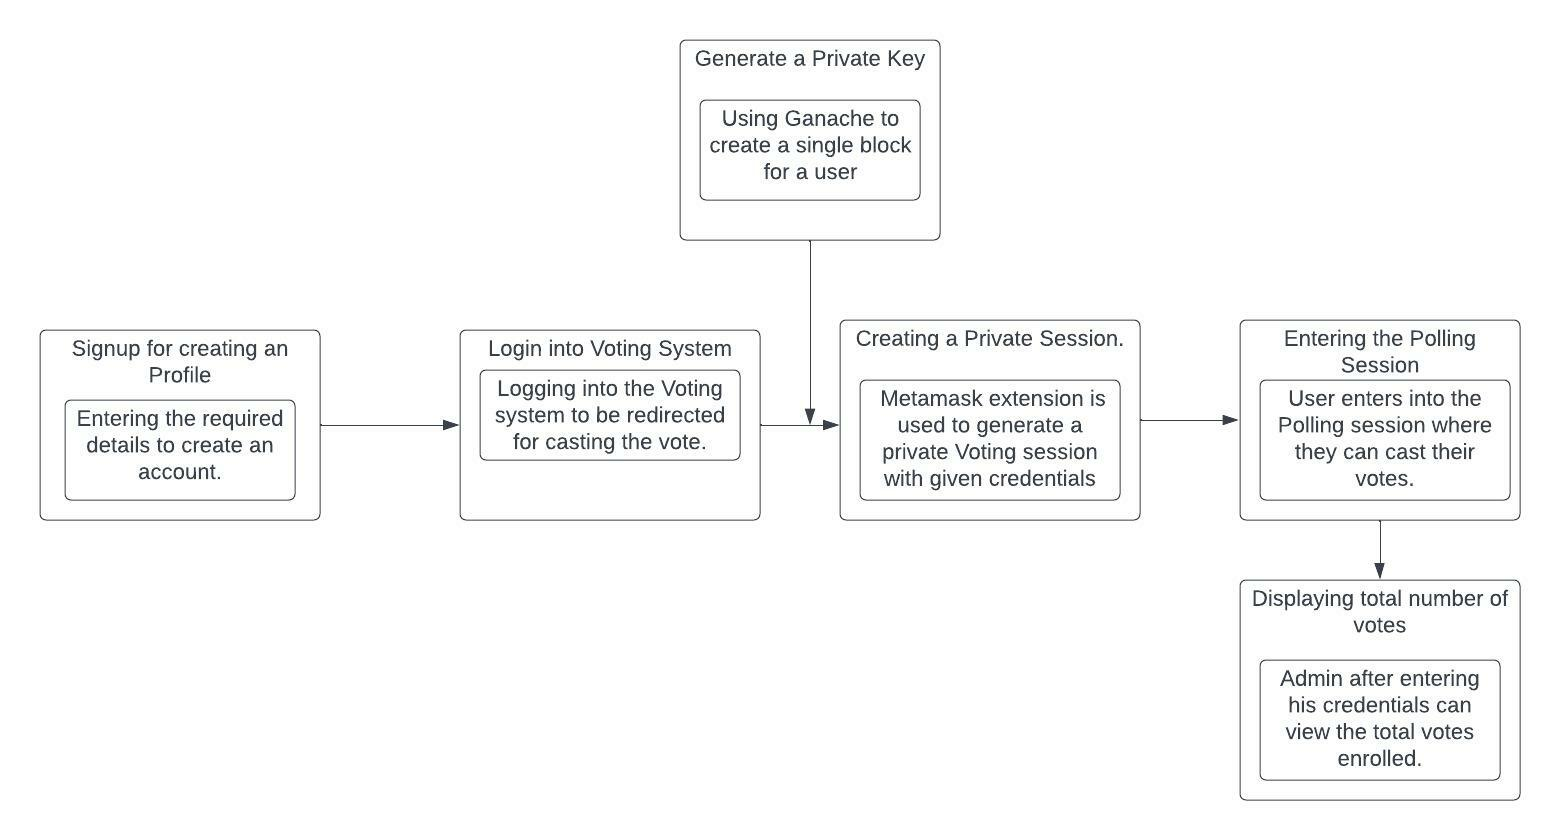 Generate a Private Key
Using Ganache to
create a single block
for a user
Signup for creating an
Profile
Entering the required
details to create an
account.
Login into Voting System
Logging into the Voting
system to be redirected
for casting the vote.
Creating a Private Session.
Metamask extension is
used to generate a
private Voting session
with given credentials
Entering the Polling
Session
User enters into the
Polling session where
they can cast their
votes.
Displaying total number of
votes
Admin after entering
his credentials can
view the total votes
enrolled.